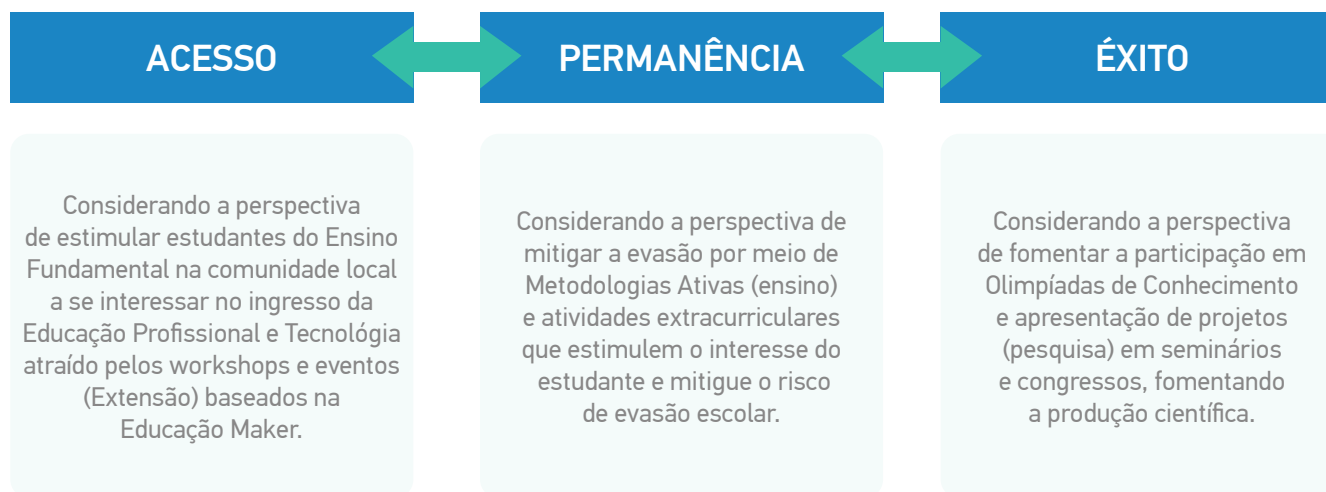 ACESSO
Considerando a perspectiva
de estimular estudantes do Ensino
Fundamental na comunidade local
a se interessar no ingresso da
Educação Profissional e Tecnológia
atraído pelos workshops e eventos
(Extensão) baseados na
Educação Maker.
PERMANÊNCIA
Considerando a perspectiva de
mitigar a evasão por meio de
Metodologias Ativas (ensino)
e atividades extracurriculares
que estimulem o interesse do
estudante e mitigue o risco
de evasão escolar.
ÉXITO
Considerando a perspectiva
de fomentar a participação em
Olimpíadas de Conhecimento
e apresentação de projetos
(pesquisa) em seminários
e congressos, fomentando
a produção científica.